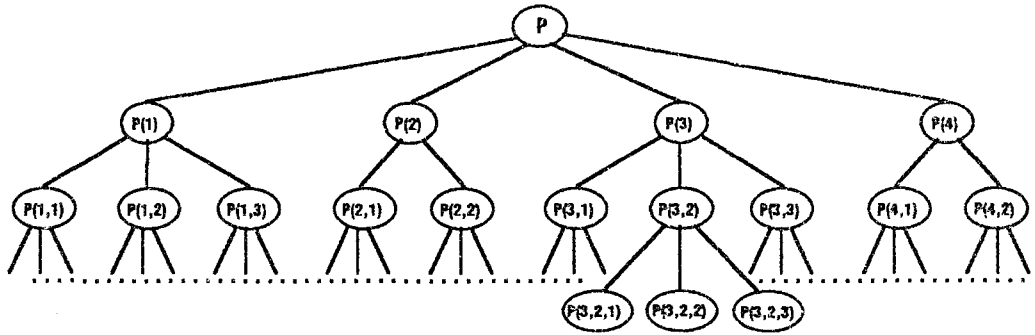 P
P(1) P(2) P(3) P(4)
P(1,1) P(1,2) P(1,3) P(2,1) P(2,2) P(3,1) P(3,2) P(3,3) P(4,1) P(4,2)
P(3,2,1) P(3,2,2) P(3,2,3)